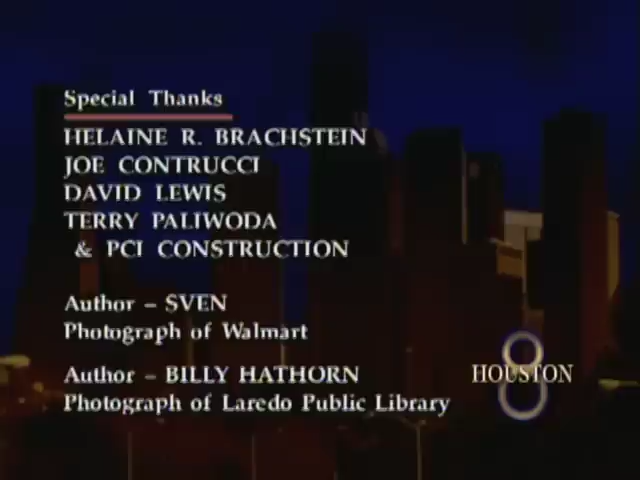 Special Thanks
HELAINE R. BRACHSTEIN
JOE CONTRUCCI
DAVID LEWIS
TERRY PALIWODA
& PCI CONSTRUCTION
Author – SVEN
Photograph of Walmart
Author – BILLY HATHORN
Photograph of Laredo Public Library
8
HOUSTON